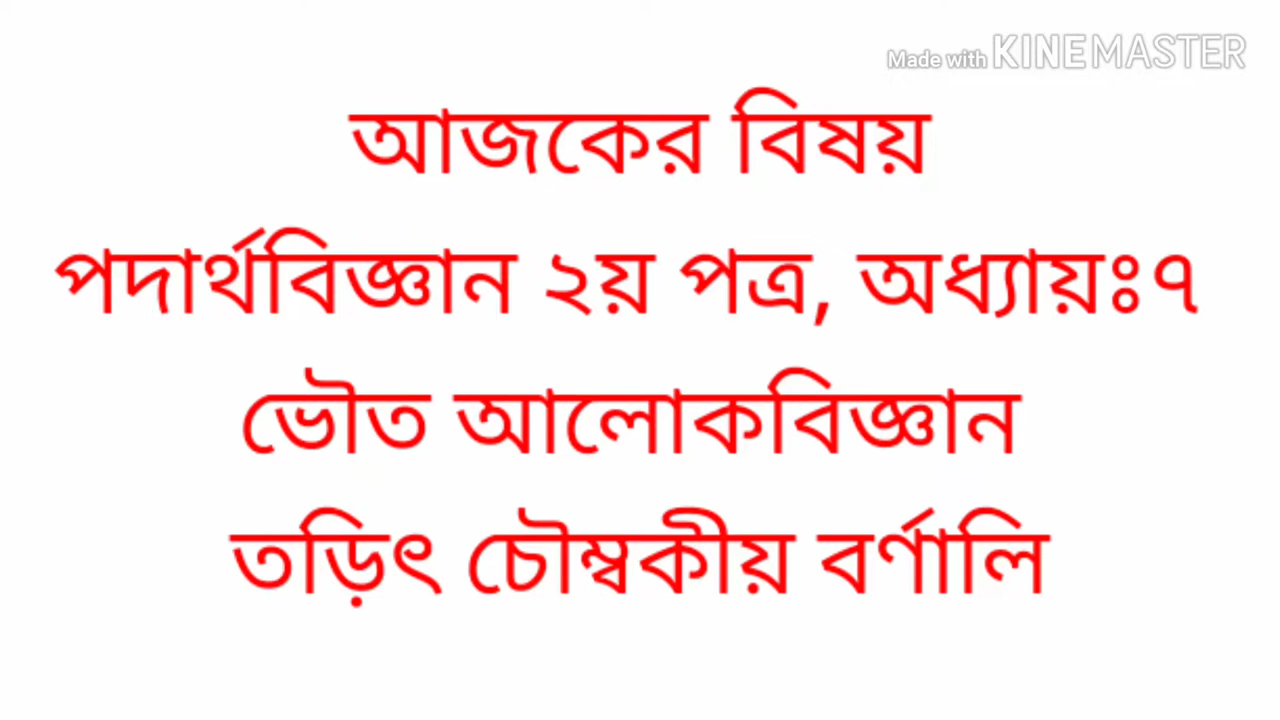 Made with KINEMASTER
আজকের বিষয়
পদার্থবিজ্ঞান ২য় পত্র, অধ্যায়ঃ৭
ভৌত আলোকবিজ্ঞান
তড়িৎ চৌম্বকীয় বর্ণালি